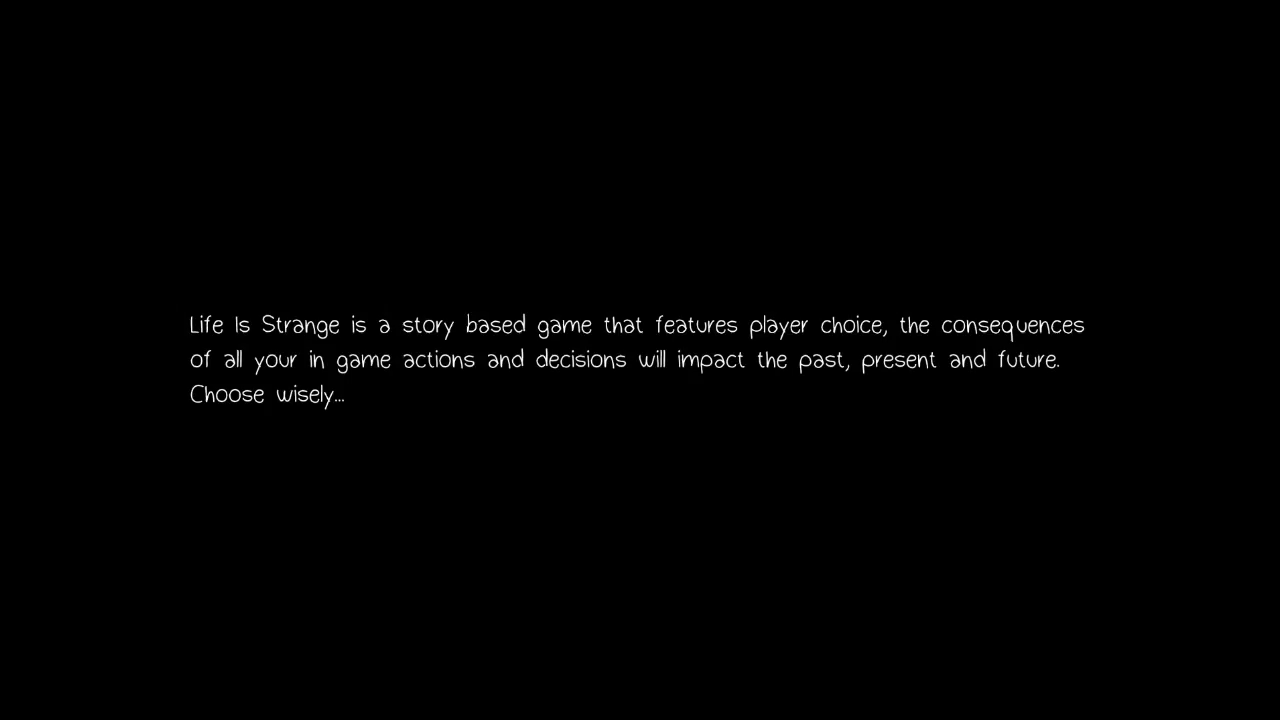 Life Is Strange is a story based game that features player choice, the consequences
of all your in game actions and decisions will impact the past, present and future.
Choose wisely...